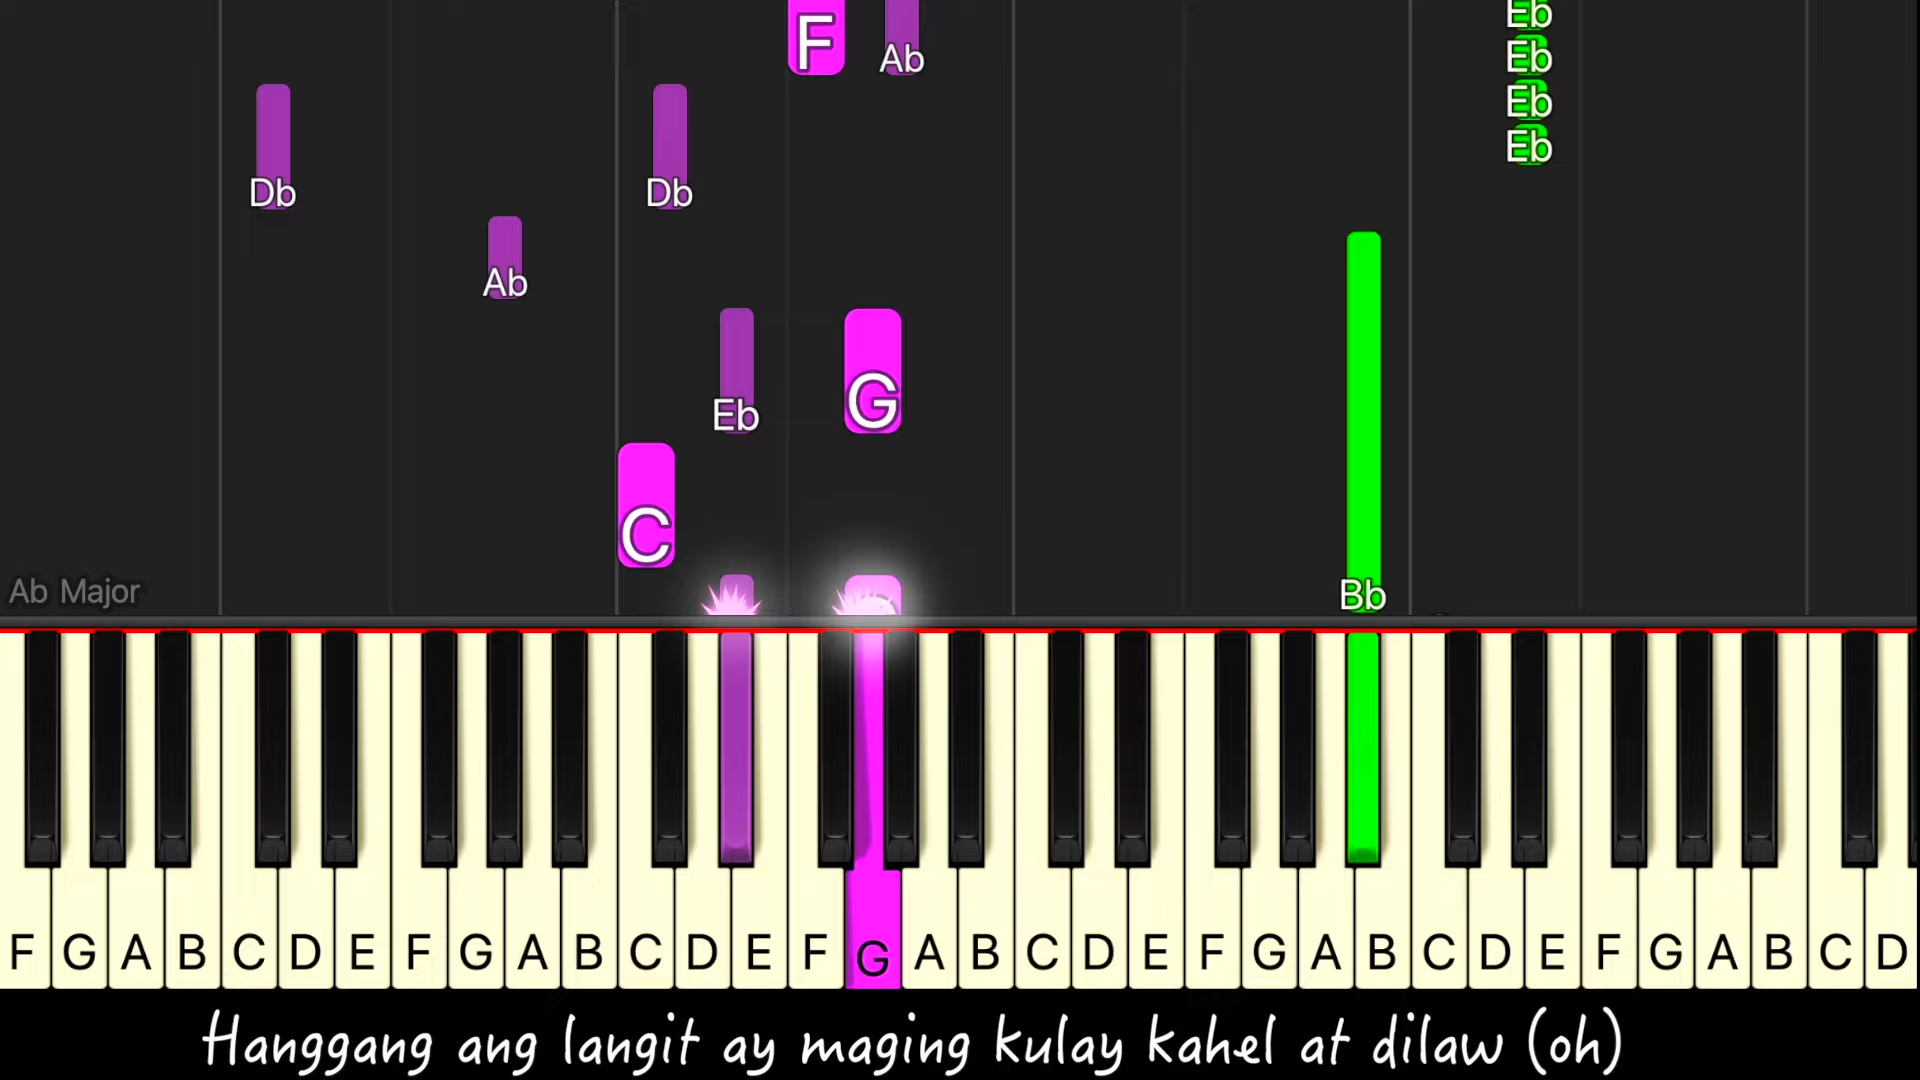 Eb
F Ab Eb
Eb
Eb
Db Db
Ab
Eb G
C
Ab Major Bb
F G A B C D E F G A B C D E F G A B C D E F G A B C D E F G A B C D
Hanggang ang langit ay maging kulay kahel at dilaw (oh)